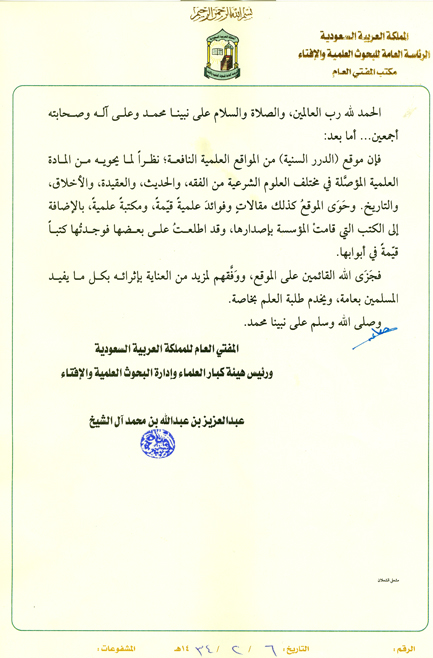 بسم الله الرحمن الرحيم
المملكة العربية السعودية
الرئاسة العامة للبحوث العلمية والإفتاء
مكتب المفتي العام
الحمد لله رب العالمين، والصلاة والسلام على نبينا محمد وعلى آله وصحابته
أجمعين... أما بعد:
فإن موقع (الدرر السنية) من المواقع العلمية النافعة؛ نظراً لما يحويه من المادة
العلمية المؤصَّلة في مختلف العلوم الشرعية من الفقه، والحديث، والعقيدة، والأخلاق،
والتاريخ. وحَوَى الموقعُ كذلك مقالاتٍ وفوائدَ علميةً قيّمةً، ومكتبةً علميةً، بالإضافة
إلى الكتب التي قامتْ المؤسسة بإصدارها، وقد اطلعتُ على بعضها فوجدتُها كتباً
قيّمةً في أبوابها.
فجَزَى الله القائمين على الموقع، ووفَّقهم لمزيد من العناية بإثرائه بكل ما يفيد
المسلمين بعامة، ويخدم طلبة العلم بخاصة.
وصلى الله وسلم على نبينا محمد.
المفتي العام للمملكة العربية السعودية
ورئيس هيئة كبار العلماء وإدارة البحوث العلمية والإفتاء
عبدالعزيز بن عبدالله بن محمد آل الشيخ
الرقم: التاريخ: ٦ / ٢ / ١٤٣٤هـ المشفوعات: